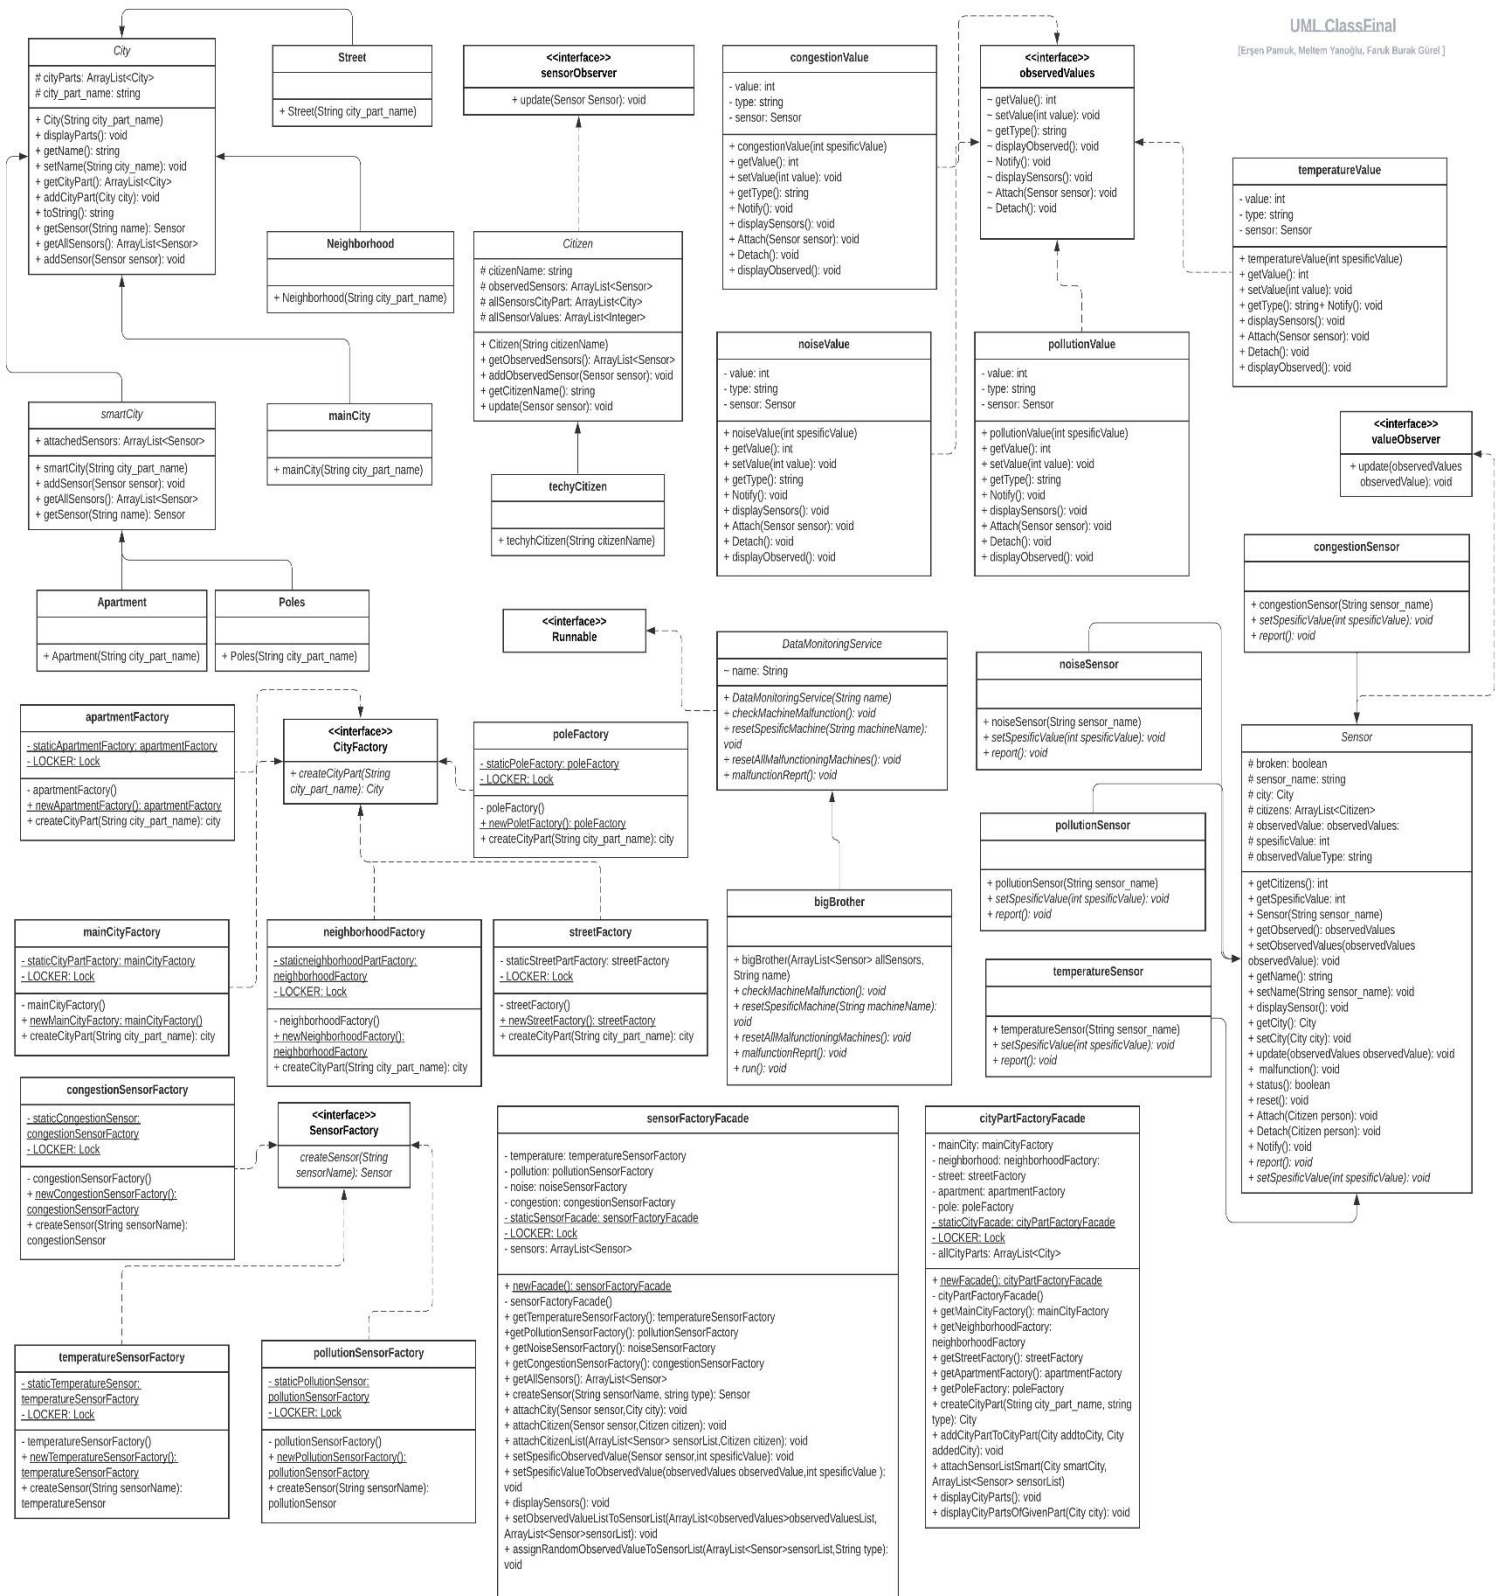 UML ClassFinal
[Erşen Pamuk, Meltem Yanoğlu, Faruk Burak Gürel ]
City
# cityParts: ArrayList<City>
# city_part_name: string
+ City(String city_part_name)
+ displayParts(): void
+ getName(): string
+ setName(String city_name): void
+ getCityPart(): ArrayList<City>
+ addCityPart(City city): void
+ toString(): string
+ getSensor(String name): Sensor
+ getAllSensors(): ArrayList<Sensor>
+ addSensor(Sensor sensor): void
Street
+ Street(String city_part_name)
Neighborhood
+ Neighborhood(String city_part_name)
mainCity
+ mainCity(String city_part_name)
smartCity
+ attachedSensors: ArrayList<Sensor>
+ smartCity(String city_part_name)
+ addSensor(Sensor sensor): void
+ getAllSensors(): ArrayList<Sensor>
+ getSensor(String name): Sensor
Apartment
+ Apartment(String city_part_name)
Poles
+ Poles(String city_part_name)
<<interface>>
sensorObserver
+ update(Sensor Sensor): void
Citizen
# citizenName: string
# observedSensors: ArrayList<Sensor>
# allSensorsCityPart: ArrayList<City>
# allSensorValues: ArrayList<Integer>
+ Citizen(String citizenName)
+ getObservedSensors(): ArrayList<Sensor>
+ addObservedSensor(Sensor sensor): void
+ getCitizenName(): string
+ update(Sensor sensor): void
techyCitizen
+ techyhCitizen(String citizenName)
congestionValue
- value: int
- type: string
- sensor: Sensor
+ congestionValue(int spesificValue)
+ getValue(): int
+ setValue(int value): void
+ getType(): string
+ Notify(): void
+ displaySensors(): void
+ Attach(Sensor sensor): void
+ Detach(): void
+ displayObserved(): void
<<interface>>
observedValues
~ getValue(): int
~ setValue(int value): void
~ getType(): string
~ displayObserved(): void
~ Notify(): void
~ displaySensors(): void
~ Attach(Sensor sensor): void
~ Detach(): void
temperatureValue
- value: int
- type: string
- sensor: Sensor
+ temperatureValue(int spesificValue)
+ getValue(): int
+ setValue(int value): void
+ getType(): string+ Notify(): void
+ displaySensors(): void
+ Attach(Sensor sensor): void
+ Detach(): void
+ displayObserved(): void
noiseValue
- value: int
- type: string
- sensor: Sensor
+ noiseValue(int spesificValue)
+ getValue(): int
+ setValue(int value): void
+ getType(): string
+ Notify(): void
+ displaySensors(): void
+ Attach(Sensor sensor): void
+ Detach(): void
+ displayObserved(): void
pollutionValue
- value: int
- type: string
- sensor: Sensor
+ pollutionValue(int spesificValue)
+ getValue(): int
+ setValue(int value): void
+ getType(): string
+ Notify(): void
+ displaySensors(): void
+ Attach(Sensor sensor): void
+ Detach(): void
+ displayObserved(): void
<<interface>>
valueObserver
+ update(observedValues
observedValue): void
congestionSensor
+ congestionSensor(String sensor_name)
+ setSpesificValue(int spesificValue): void
+ report(): void
<<interface>>
Runnable
DataMonitoringService
~ name: String
+ DataMonitoringService(String name)
+ checkMachineMalfunction(): void
+ resetSpesificMachine(String machineName):
void
+ resetAllMalfunctioningMachines(): void
+ malfunctionReprt(): void
noiseSensor
+ noiseSensor(String sensor_name)
+ setSpesificValue(int spesificValue): void
+ report(): void
pollutionSensor
+ pollutionSensor(String sensor_name)
+ setSpesificValue(int spesificValue): void
+ report(): void
temperatureSensor
+ temperatureSensor(String sensor_name)
+ setSpesificValue(int spesificValue): void
+ report(): void
Sensor
# broken: boolean
# sensor_name: string
# city: City
# citizens: ArrayList<Citizen>
# observedValue: observedValues:
# spesificValue: int
# observedValueType: string
+ getCitizens(): int
+ getSpesificValue: int
+ Sensor(String sensor_name)
+ getObserved(): observedValues
+ setObservedValues(observedValues
observedValue): void
+ getName(): string
+ setName(String sensor_name): void
+ displaySensor(): void
+ getCity(): City
+ setCity(City city): void
+ update(observedValues observedValue): void
+ malfunction(): void
+ status(): boolean
+ reset(): void
+ Attach(Citizen person): void
+ Detach(Citizen person): void
+ Notify(): void
+ report(): void
+ setSpesificValue(int spesificValue): void
apartmentFactory
- staticApartmentFactory: apartmentFactory
- LOCKER: Lock
- apartmentFactory()
+ newApartmentFactory(): apartmentFactory
+ createCityPart(String city_part_name): city
<<interface>>
CityFactory
+ createCityPart(String
city_part_name): City
poleFactory
- staticPoleFactory: poleFactory
- LOCKER: Lock
- poleFactory()
+ newPoletFactory(): poleFactory
+ createCityPart(String city_part_name): city
mainCityFactory
- staticCityPartFactory: mainCityFactory
- LOCKER: Lock
- mainCityFactory()
+ newMainCityFactory: mainCityFactory()
+ createCityPart(String city_part_name): city
neighborhoodFactory
- staticneighborhoodPartFactory:
neighborhoodFactory
- LOCKER: Lock
- neighborhoodFactory()
+ newNeighborhoodFactory():
neighborhoodFactory
+ createCityPart(String city_part_name): city
streetFactory
- staticStreetPartFactory: streetFactory
- LOCKER: Lock
- streetFactory()
+ newStreetFactory(): streetFactory
+ createCityPart(String city_part_name): city
bigBrother
+ bigBrother(ArrayList<Sensor> allSensors,
String name)
+ checkMachineMalfunction(): void
+ resetSpesificMachine(String machineName):
void
+ resetAllMalfunctioningMachines(): void
+ malfunctionReprt(): void
+ run(): void
congestionSensorFactory
- staticCongestionSensor:
congestionSensorFactory
- LOCKER: Lock
- congestionSensorFactory()
+ newCongestionSensorFactory():
congestionSensorFactory
+ createSensor(String sensorName):
congestionSensor
<<interface>>
SensorFactory
createSensor(String
sensorName): Sensor
temperatureSensorFactory
- staticTemperatureSensor:
temperatureSensorFactory
- LOCKER: Lock
- temperatureSensorFactory()
+ newTemperatureSensorFactory():
temperatureSensorFactory
+ createSensor(String sensorName):
temperatureSensor
pollutionSensorFactory
- staticPollutionSensor:
pollutionSensorFactory
- LOCKER: Lock
- pollutionSensorFactory()
+ newPollutionSensorFactory():
pollutionSensorFactory
+ createSensor(String sensorName):
pollutionSensor
sensorFactoryFacade
- temperature: temperatureSensorFactory
- pollution: pollutionSensorFactory
- noise: noiseSensorFactory
- congestion: congestionSensorFactory
- staticSensorFacade: sensorFactoryFacade
- LOCKER: Lock
- sensors: ArrayList<Sensor>
+ newFacade(): sensorFactoryFacade
- sensorFactoryFacade()
+ getTemperatureSensorFactory(): temperatureSensorFactory
+getPollutionSensorFactory(): pollutionSensorFactory
+ getNoiseSensorFactory(): noiseSensorFactory
+ getCongestionSensorFactory(): congestionSensorFactory
+ getAllSensors(): ArrayList<Sensor>
+ createSensor(String sensorName, string type): Sensor
+ attachCity(Sensor sensor,City city): void
+ attachCitizen(Sensor sensor,Citizen citizen): void
+ attachCitizenList(ArrayList<Sensor> sensorList,Citizen citizen): void
+ setSpesificObservedValue(Sensor sensor,int spesificValue): void
+ setSpesificValueToObservedValue(observedValues observedValue,int spesificValue ):
void
+ displaySensors(): void
+ setObservedValueListToSensorList(ArrayList<observedValues>observedValuesList,
ArrayList<Sensor>sensorList): void
+ assignRandomObservedValueToSensorList(ArrayList<Sensor>sensorList,String type):
void
cityPartFactoryFacade
- mainCity: mainCityFactory
- neighborhood: neighborhoodFactory:
- street: streetFactory
- apartment: apartmentFactory
- pole: poleFactory
- staticCityFacade: cityPartFactoryFacade
- LOCKER: Lock
- allCityParts: ArrayList<City>
+ newFacade(): cityPartFactoryFacade
- cityPartFactoryFacade()
+ getMainCityFactory(): mainCityFactory
+ getNeighborhoodFactory:
neighborhoodFactory
+ getStreetFactory(): streetFactory
+ getApartmentFactory(): apartmentFactory
+ getPoleFactory: poleFactory
+ createCityPart(String city_part_name, string
type): City
+ addCityPartToCityPart(City addtoCity, City
addedCity): void
+ attachSensorListSmart(City smartCity,
ArrayList<Sensor> sensorList)
+ displayCityParts(): void
+ displayCityPartsOfGivenPart(City city): void